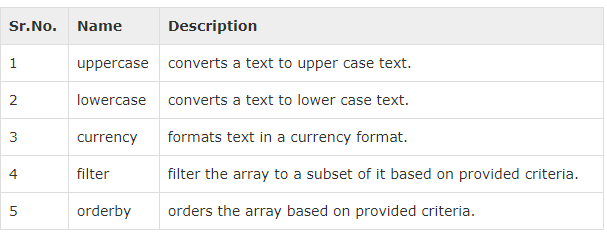 Sr.No. Name Description
1 uppercase converts a text to upper case text.
2 lowercase converts a text to lower case text.
3 currency formats text in a currency format.
4 filter filter the array to a subset of it based on provided criteria.
5 orderby orders the array based on provided criteria.